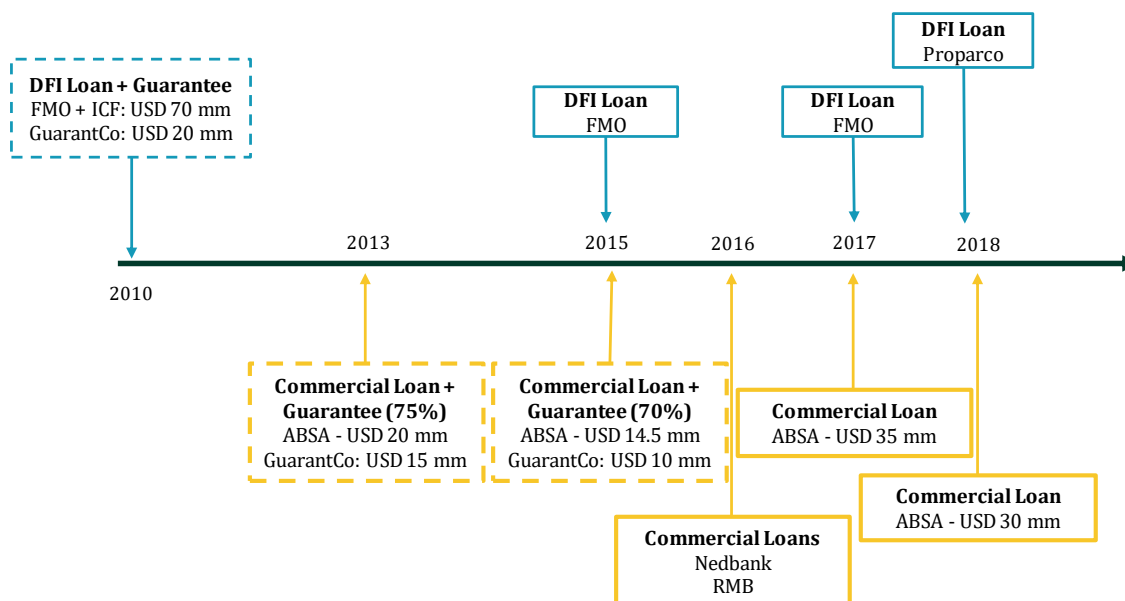 DFI Loan
Proparco
DFI Loan + Guarantee
FMO + ICF: USD 70 mm
GuarantCo: USD 20 mm
DFI Loan
FMO
DFI Loan
FMO
2013
2015
2016
2017
2018
2010
Commercial Loan +
Guarantee (75%)
ABSA - USD 20 mm
GuarantCo: USD 15 mm
Commercial Loan +
Guarantee (70%)
ABSA - USD 14.5 mm
GuarantCo: USD 10 mm
Commercial Loan
ABSA - USD 35 mm
Commercial Loan
ABSA - USD 30 mm
Commercial Loans
Nedbank
RMB